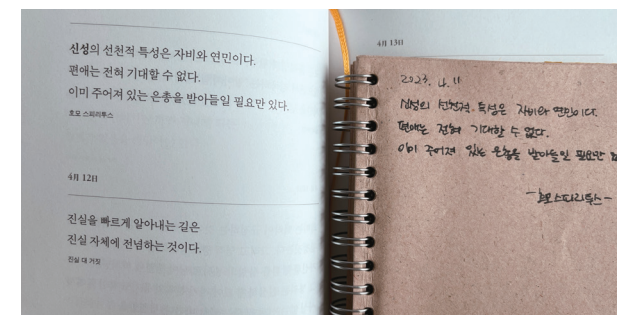 신성의 선천적 특성은 자비와 연민이다.
편애는 전혀 기대할 수 없다.
이미 주어져 있는 은총을 받아들일 필요만 있다.
호모 스피리투스
4月 12日
진실을 빠르게 알아내는 길은
진실 자체에 전념하는 것이다.
진실 대 거짓
4月 13日
2023. 4. 11
신성의 선천적 특성은 자비와 연민이다.
편애는 전혀 기대할 수 없다.
이미 주어져 있는 은총을 받아들일 필요만
-호모스피리투스-